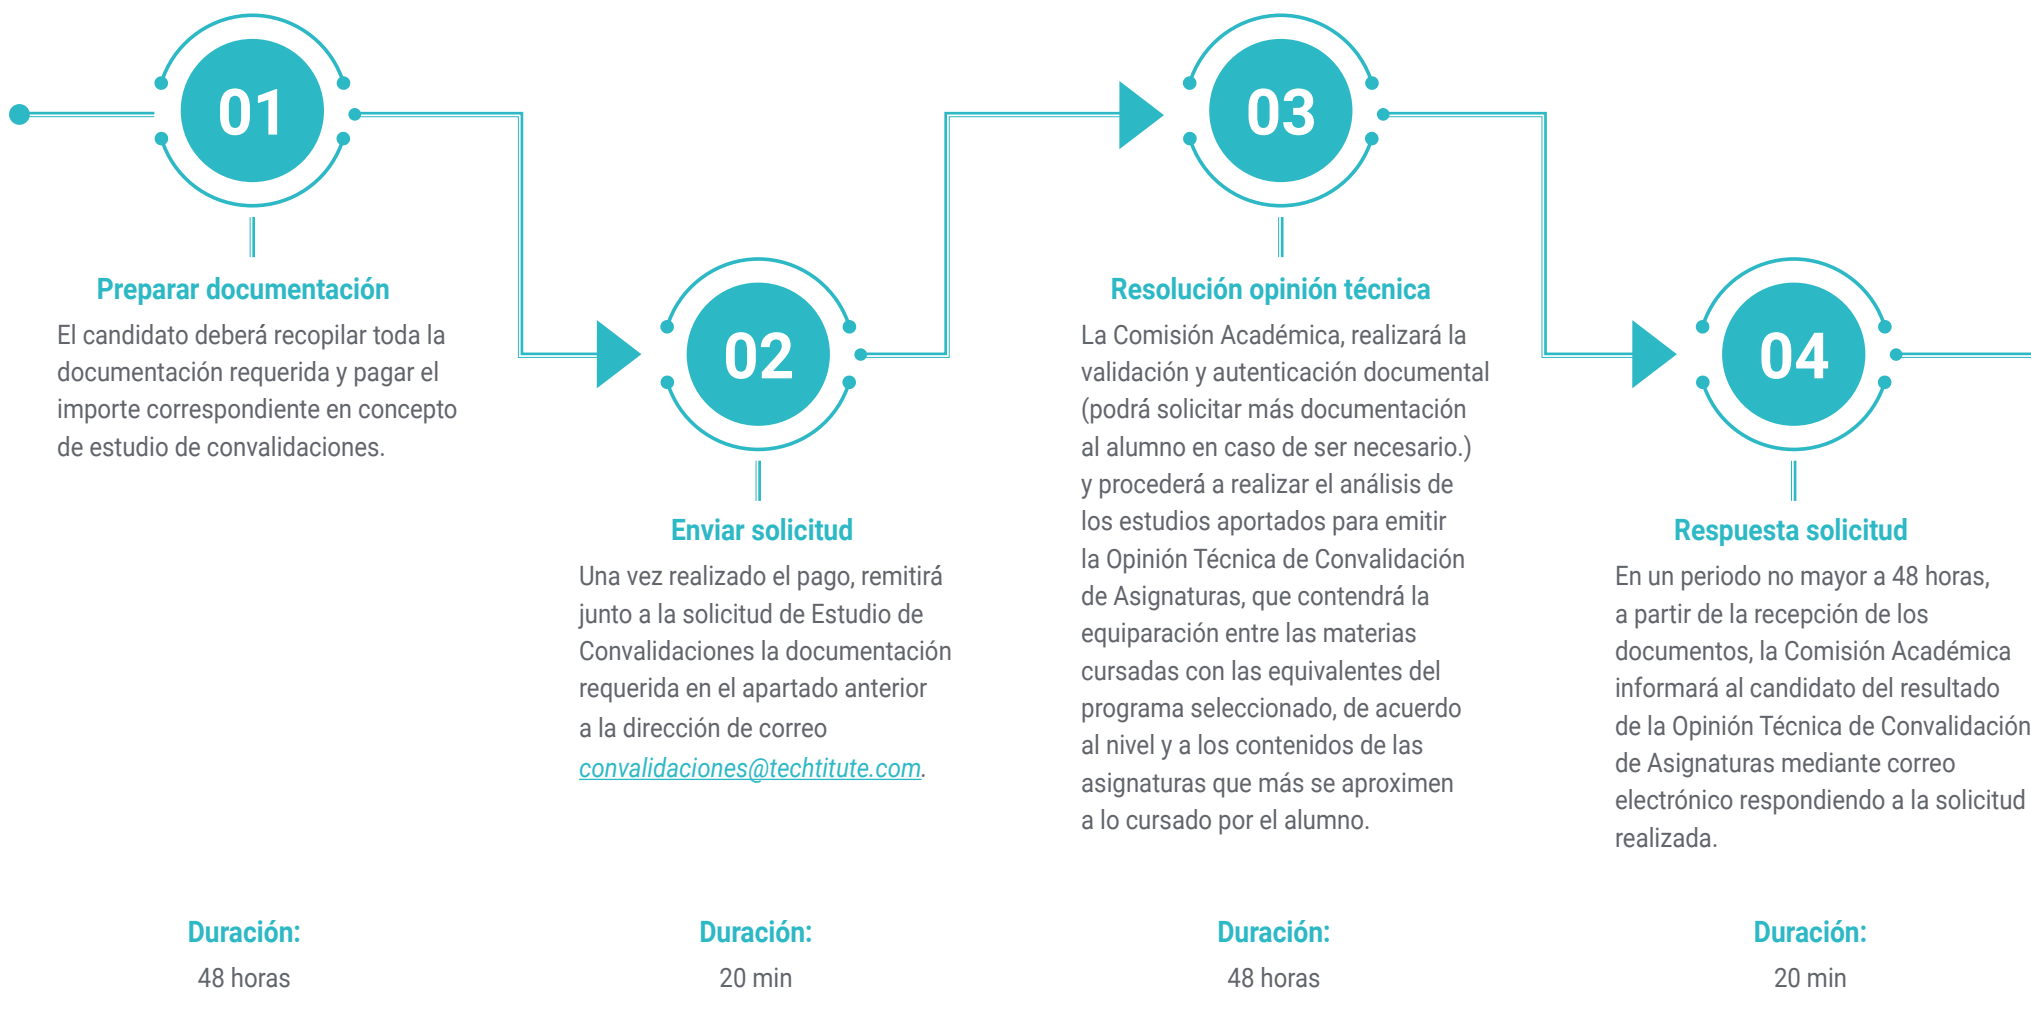 01
Preparar documentación
El candidato deberá recopilar toda la
documentación requerida y pagar el
importe correspondiente en concepto
de estudio de convalidaciones.
Duración:
48 horas
02
Enviar solicitud
Una vez realizado el pago, remitirá
junto a la solicitud de Estudio de
Convalidaciones la documentación
requerida en el apartado anterior
a la dirección de correo
convalidaciones@techtitute.com.
Duración:
20 min
03
Resolución opinión técnica
La Comisión Académica, realizará la
validación y autenticación documental
(podrá solicitar más documentación
al alumno en caso de ser necesario.)
y procederá a realizar el análisis de
los estudios aportados para emitir
la Opinión Técnica de Convalidación
de Asignaturas, que contendrá la
equiparación entre las materias
cursadas con las equivalentes del
programa seleccionado, de acuerdo
al nivel y a los contenidos de las
asignaturas que más se aproximen
a lo cursado por el alumno.
Duración:
48 horas
04
Respuesta solicitud
En un periodo no mayor a 48 horas,
a partir de la recepción de los
documentos, la Comisión Académica
informará al candidato del resultado
de la Opinión Técnica de Convalidación
de Asignaturas mediante correo
electrónico respondiendo a la solicitud
realizada.
Duración:
20 min